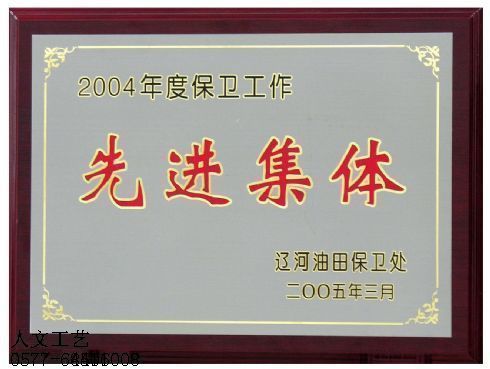 2004年度保卫工作
先进集体
辽河油田保卫处
二OO五年三月
人文工艺